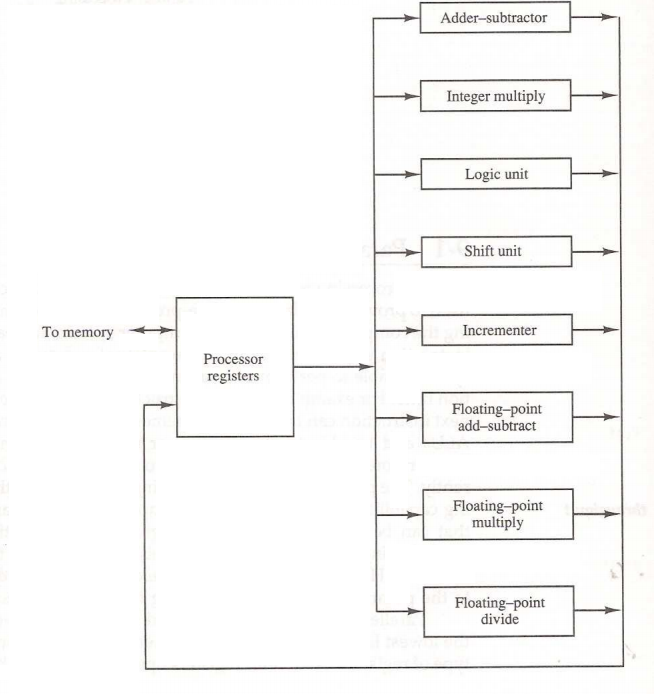 Adder–subtractor
Integer multiply
Logic unit
Shift unit
To memory
Processor
registers
Incrementer
Floating–point
add–subtract
Floating–point
multiply
Floating–point
divide